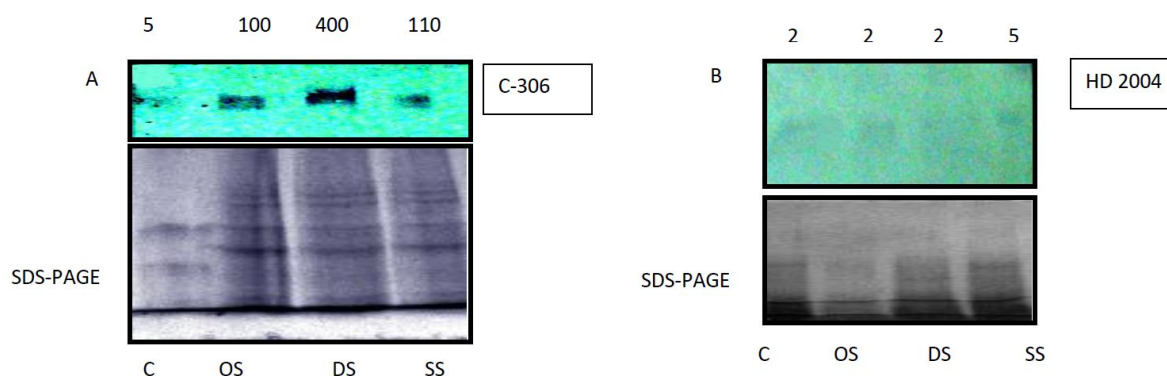 5 100 400 110
2 2 2 5
A
C-306
B
HD 2004
SDS-PAGE
SDS-PAGE
C OS DS SS
C OS DS SS